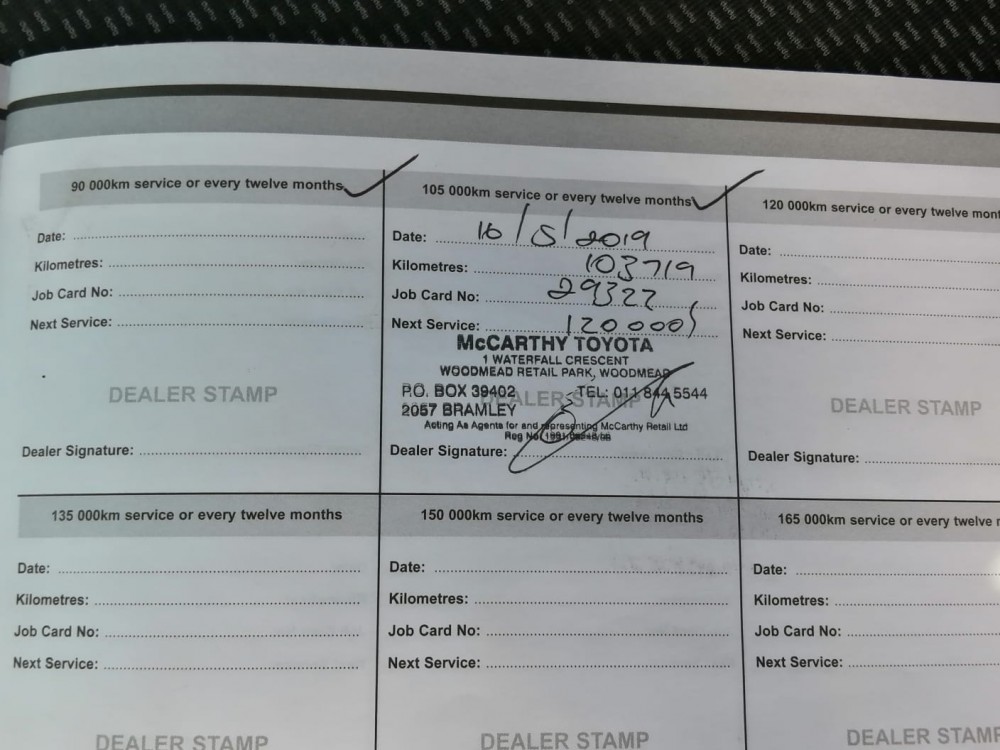 90 000km service or every twelve months
Date:
Kilometres:
Job Card No:
Next Service:
DEALER STAMP
Dealer Signature:
105 000km service or every twelve months
Date: 16/5/2019
Kilometres: 103719
Job Card No: 29322
Next Service: 120000
McCARTHY TOYOTA
1 WATERFALL CRESCENT
WOODMEAD RETAIL PARK, WOODMEAD
P.O. BOX 39402 TEL: 011 844 5544
2057 BRAMLEY
DEALER STAMP
Acting As Agents for and representing McCarthy Retail Ltd
Reg No
Dealer Signature:
120 000km service or every twelve mont
Date:
Kilometres:
Job Card No:
Next Service:
DEALER STAMP
Dealer Signature:
135 000km service or every twelve months
Date:
Kilometres:
Job Card No:
Next Service:
DEALER STAMP
150 000km service or every twelve months
Date:
Kilometres:
Job Card No:
Next Service:
DEALER STAMP
165 000km service or every twelve
Date:
Kilometres:
Job Card No:
Next Service:
DEALER STAMP